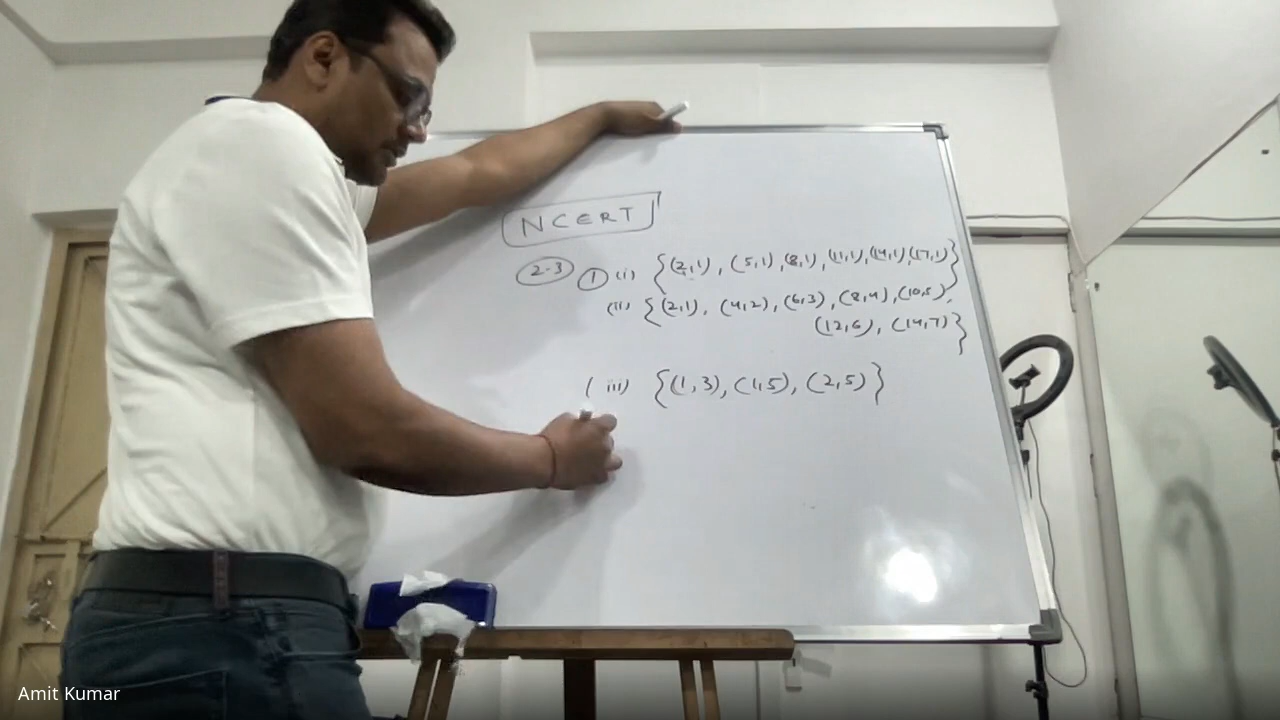 NCERT
2-3 1 (i) {(2,1), (5,1), (8,1), (11,1), (14,1), (17,1)}
(ii) {(2,1), (4,2), (6,3), (8,4), (10,5),
(12,6), (14,7)}
(iii) {(1,3), (1,5), (2,5)}
Amit Kumar